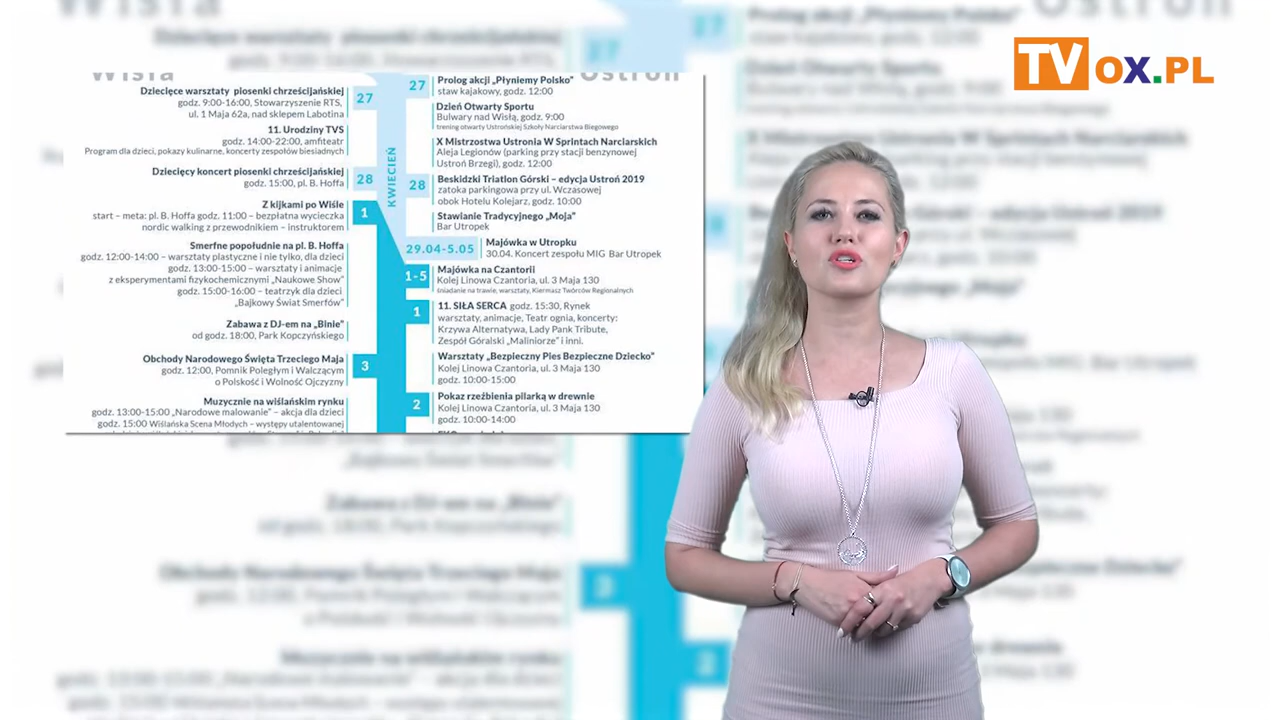 TVOX.PL
Wisła
Dziecięce warsztaty piosenki chrześcijańskiej
godz. 9:00-16:00, Stowarzyszenie RTS,
ul. 1 Maja 62a, nad sklepem Labotina
27
11. Urodziny TVS
godz. 14:00-22:00, amfiteatr
Program dla dzieci, pokazy kulinarne, koncerty zespołów biesiadnych
Dziecięcy koncert piosenki chrześcijańskiej
godz. 15:00, pl. B. Hoffa
28
Z kijkami po Wiśle
start – meta: pl. B. Hoffa godz. 11:00 – bezpłatna wycieczka
nordic walking z przewodnikiem – instruktorem
1
Smerfne popołudnie na pl. B. Hoffa
godz. 12:00-14:00 – warsztaty plastyczne i nie tylko, dla dzieci
godz. 13:00-15:00 – warsztaty i animacje
z eksperymentami fizykochemicznymi „Naukowe Show”
godz. 15:00-16:00 – teatrzyk dla dzieci
„Bajkowy Świat Smerfów”
Zabawa z DJ-em na „Binie”
od godz. 18:00, Park Kopczyńskiego
Obchody Narodowego Święta Trzeciego Maja
godz. 12:00, Pomnik Poległym i Walczącym
o Polskość i Wolność Ojczyzny
3
Muzycznie na wiślańskim rynku
godz. 13:00-15:00 „Narodowe malowanie” – akcja dla dzieci
godz. 15:00 Wiślańska Scena Młodych – występy utalentowanej
KWIECIEŃ
Ustroń
27
Prolog akcji „Płyniemy Polsko”
staw kajakowy, godz. 12:00
Dzień Otwarty Sportu
Bulwary nad Wisłą, godz. 9:00
trening otwarty Ustrońskiej Szkoły Narciarstwa Biegowego
X Mistrzostwa Ustronia W Sprintach Narciarskich
Aleja Legionów (parking przy stacji benzynowej
Ustroń Brzegi), godz. 12:00
28
Beskidzki Triatlon Górski – edycja Ustroń 2019
zatoka parkingowa przy ul. Wczasowej
obok Hotelu Kolejarz, godz. 10:00
Stawianie Tradycyjnego „Moja”
Bar Utropek
29.04-5.05
Majówka w Utropku
30.04. Koncert zespołu MIG Bar Utropek
1-5
Majówka na Czantorii
Kolej Linowa Czantoria, ul. 3 Maja 130
śniadanie na trawie, warsztaty, Kiermasz Twórców Regionalnych
1
11. SIŁA SERCA godz. 15:30, Rynek
warsztaty, animacje, Teatr ognia, koncerty:
Krzywa Alternatywa, Lady Pank Tribute,
Zespół Góralski „Maliniorze” i inni.
Warsztaty „Bezpieczny Pies Bezpieczne Dziecko”
Kolej Linowa Czantoria, ul. 3 Maja 130
godz. 10:00-15:00
2
Pokaz rzeźbienia pilarką w drewnie
Kolej Linowa Czantoria, ul. 3 Maja 130
godz. 10:00-14:00